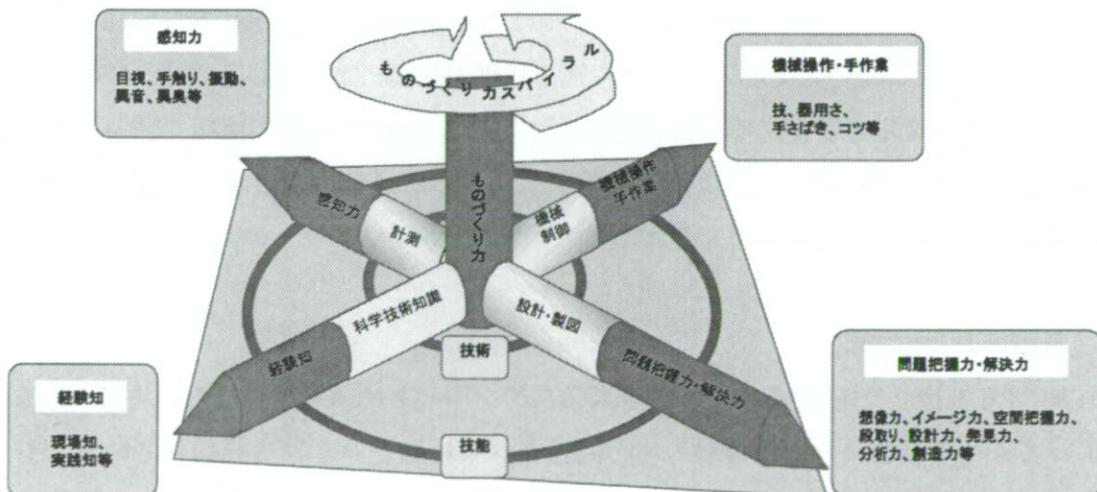 感知力
目視、手触り、振動、
異音、異臭等
ものづくり力スパイラル
機械操作・手作業
技、器用さ、
手さばき、コツ等
ものづくり力
感知力
計測
機械
制御
機械操作
手作業
科学技術知識
経験知
設計・製図
問題把握力・解決力
技術
技能
経験知
現場知、
実践知等
問題把握力・解決力
想像力、イメージ力、空間把握力、
段取り、設計力、発見力、
分析力、創造力等